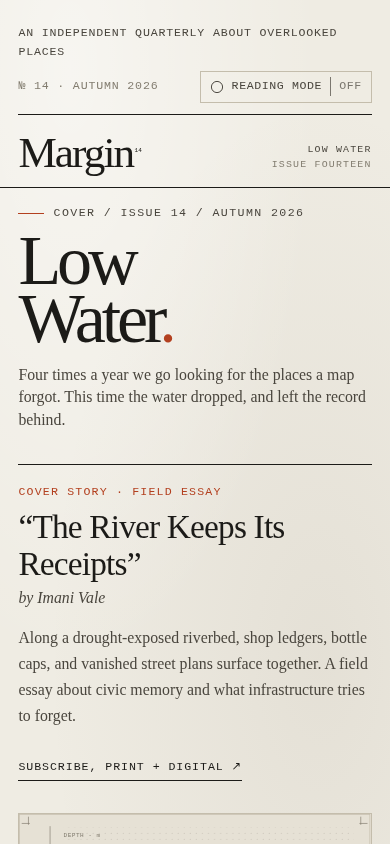 AN INDEPENDENT QUARTERLY ABOUT OVERLOOKED
PLACES
№ 14 · AUTUMN 2026
READING MODE OFF
Margin14
LOW WATER
ISSUE FOURTEEN
COVER / ISSUE 14 / AUTUMN 2026
Low
Water.
Four times a year we go looking for the places a map
forgot. This time the water dropped, and left the record
behind.
COVER STORY · FIELD ESSAY
“The River Keeps Its
Receipts”
by Imani Vale
Along a drought-exposed riverbed, shop ledgers, bottle
caps, and vanished street plans surface together. A field
essay about civic memory and what infrastructure tries
to forget.
SUBSCRIBE, PRINT + DIGITAL ↗
DEPTH · m